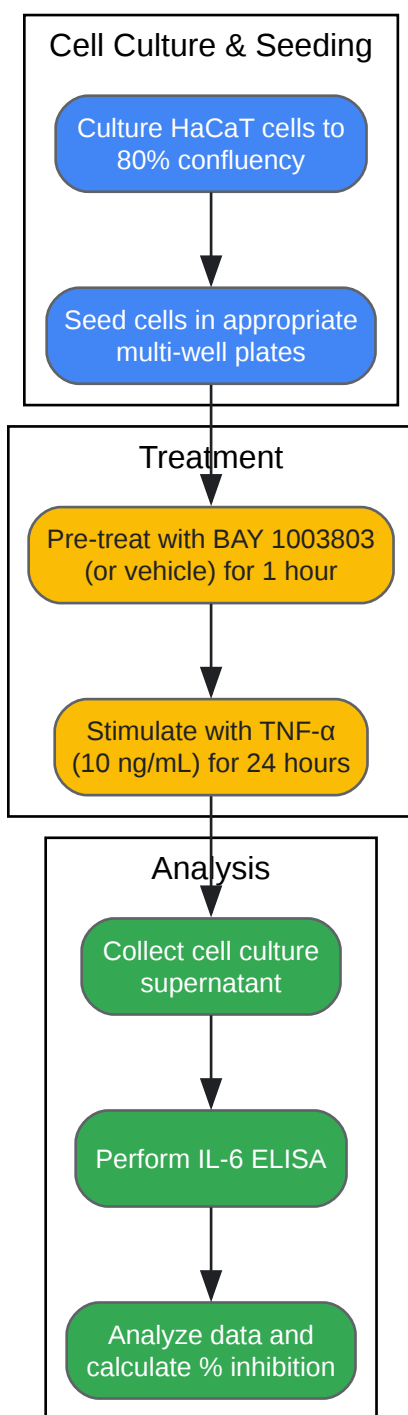 Cell Culture & Seeding
Culture HaCaT cells to
80% confluency
Seed cells in appropriate
multi-well plates
Treatment
Pre-treat with BAY 1003803
(or vehicle) for 1 hour
Stimulate with TNF-α
(10 ng/mL) for 24 hours
Analysis
Collect cell culture
supernatant
Perform IL-6 ELISA
Analyze data and
calculate % inhibition